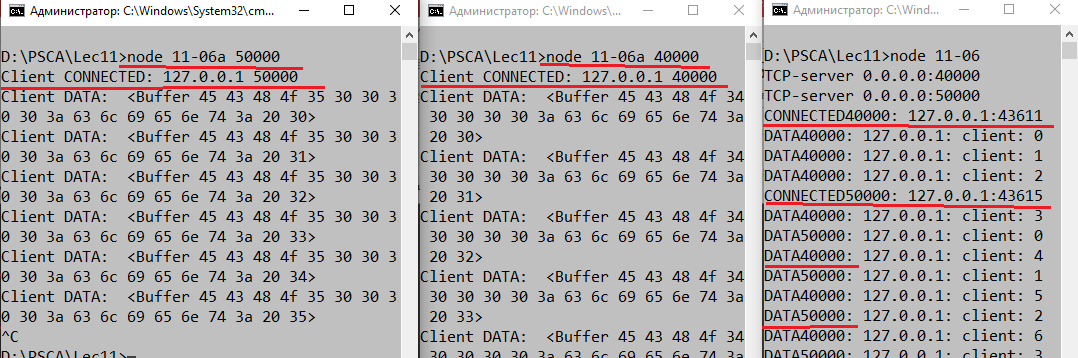 Администратор: C:\Windows\System32\cm...
D:\PSCA\Lec11>node 11-06a 50000
Client CONNECTED: 127.0.0.1 50000
Client DATA:  <Buffer 45 43 48 4f 35 30 30 3
0 30 3a 63 6c 69 65 6e 74 3a 20 30>
Client DATA:  <Buffer 45 43 48 4f 35 30 30 3
0 30 3a 63 6c 69 65 6e 74 3a 20 31>
Client DATA:  <Buffer 45 43 48 4f 35 30 30 3
0 30 3a 63 6c 69 65 6e 74 3a 20 32>
Client DATA:  <Buffer 45 43 48 4f 35 30 30 3
0 30 3a 63 6c 69 65 6e 74 3a 20 33>
Client DATA:  <Buffer 45 43 48 4f 35 30 30 3
0 30 3a 63 6c 69 65 6e 74 3a 20 34>
Client DATA:  <Buffer 45 43 48 4f 35 30 30 3
0 30 3a 63 6c 69 65 6e 74 3a 20 35>
^C
D:\PSCA\Lec11>
Администратор: C:\Windows\...
D:\PSCA\Lec11>node 11-06a 40000
Client CONNECTED: 127.0.0.1 40000
Client DATA:  <Buffer 45 43 48 4f 34
30 30 30 30 3a 63 6c 69 65 6e 74 3a
20 30>
Client DATA:  <Buffer 45 43 48 4f 34
30 30 30 30 3a 63 6c 69 65 6e 74 3a
20 31>
Client DATA:  <Buffer 45 43 48 4f 34
30 30 30 30 3a 63 6c 69 65 6e 74 3a
20 32>
Client DATA:  <Buffer 45 43 48 4f 34
30 30 30 30 3a 63 6c 69 65 6e 74 3a
20 33>
Client DATA:  <Buffer 45 43 48 4f 34
30 30 30 30 3a 63 6c 69 65 6e 74 3a
Администратор: C:\Wind...
D:\PSCA\Lec11>node 11-06
TCP-server 0.0.0.0:40000
TCP-server 0.0.0.0:50000
CONNECTED40000: 127.0.0.1:43611
DATA40000: 127.0.0.1: client: 0
DATA40000: 127.0.0.1: client: 1
DATA40000: 127.0.0.1: client: 2
CONNECTED50000: 127.0.0.1:43615
DATA40000: 127.0.0.1: client: 3
DATA50000: 127.0.0.1: client: 0
DATA40000: 127.0.0.1: client: 4
DATA50000: 127.0.0.1: client: 1
DATA40000: 127.0.0.1: client: 5
DATA50000: 127.0.0.1: client: 2
DATA40000: 127.0.0.1: client: 6
DATA50000: 127.0.0.1: client: 3